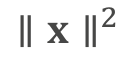 ‖ x ‖²